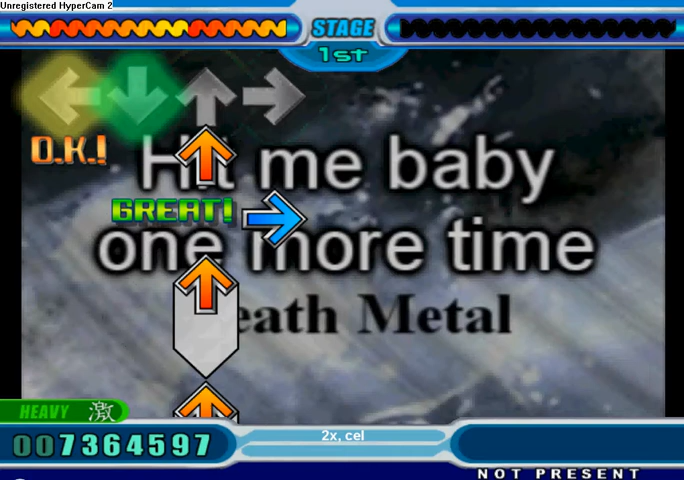 Unregistered HyperCam 2
STAGE
1st
O.K.!
Hit me baby
GREAT!
one more time
eath Metal
HEAVY 激
007364597
2x, cel
NOT PRESENT